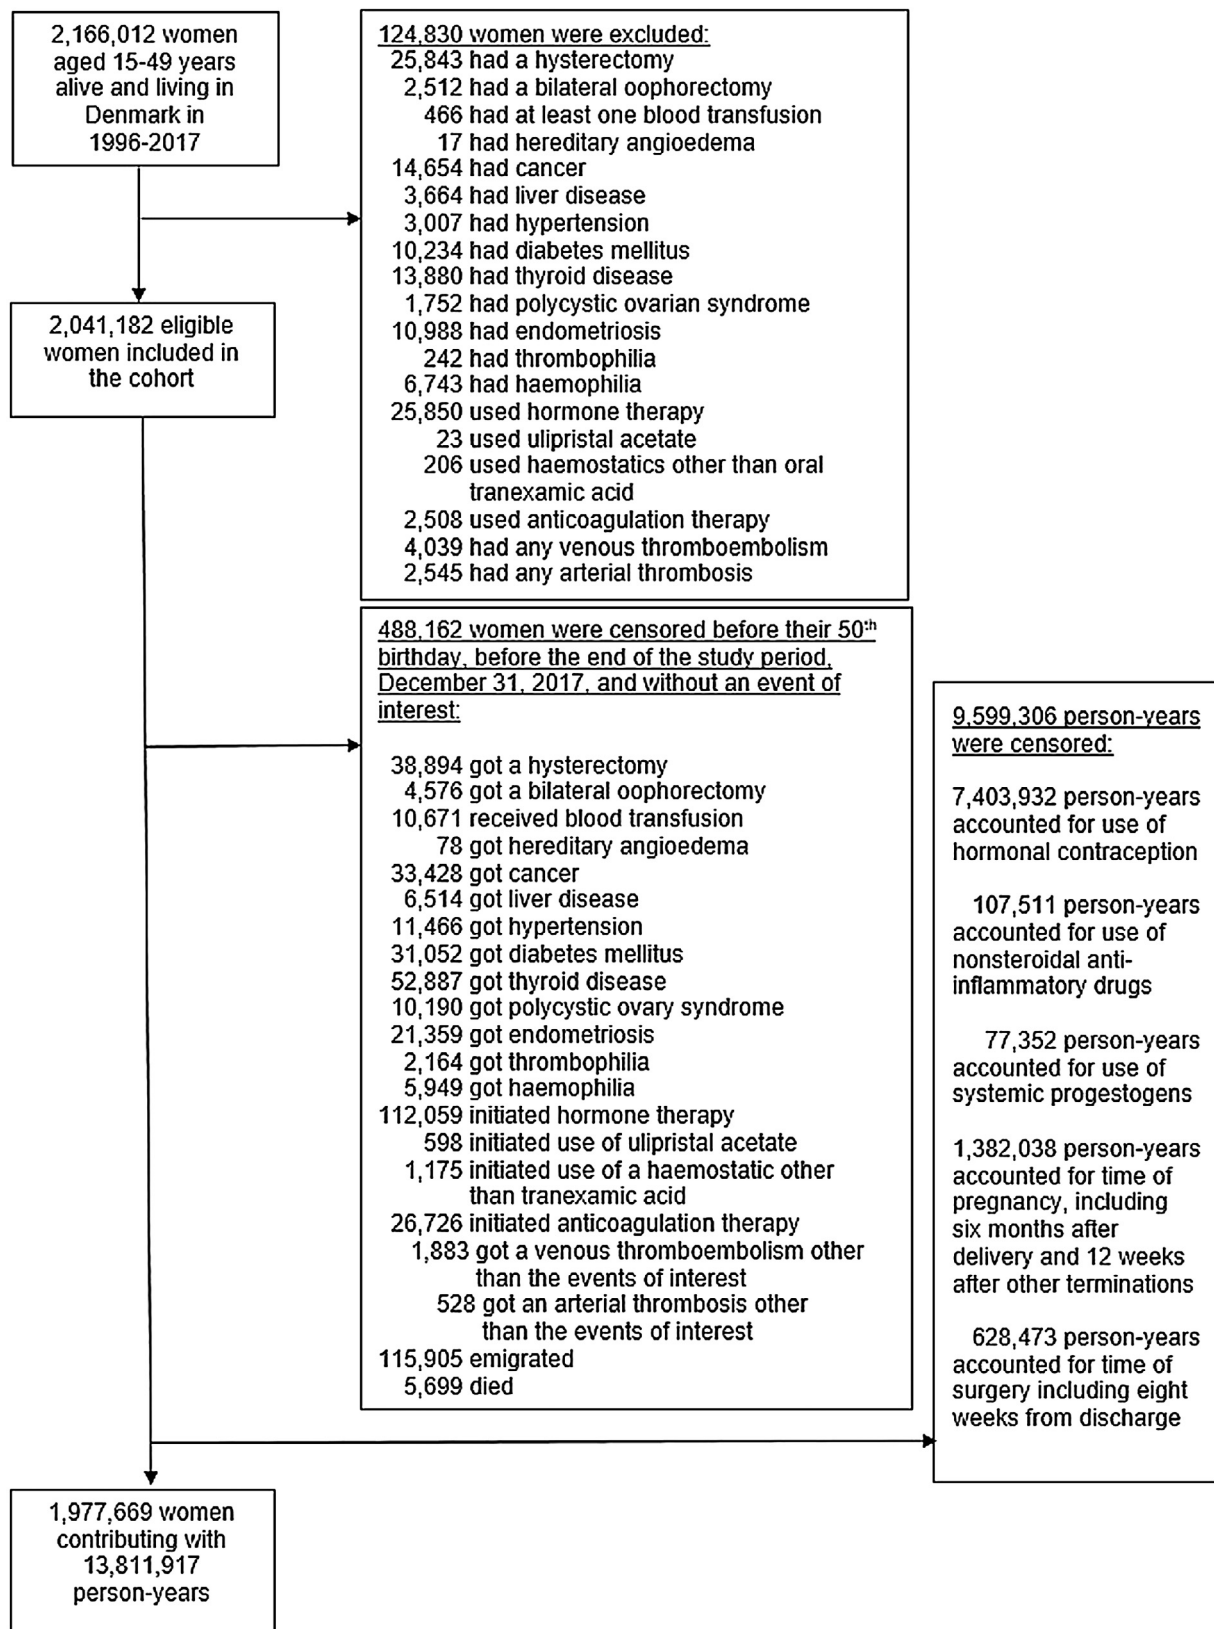 2,166,012 women
aged 15-49 years
alive and living in
Denmark in
1996-2017
124,830 women were excluded:
25,843 had a hysterectomy
2,512 had a bilateral oophorectomy
466 had at least one blood transfusion
17 had hereditary angioedema
14,654 had cancer
3,664 had liver disease
3,007 had hypertension
10,234 had diabetes mellitus
13,880 had thyroid disease
1,752 had polycystic ovarian syndrome
10,988 had endometriosis
242 had thrombophilia
6,743 had haemophilia
25,850 used hormone therapy
23 used ulipristal acetate
206 used haemostatics other than oral
tranexamic acid
2,508 used anticoagulation therapy
4,039 had any venous thromboembolism
2,545 had any arterial thrombosis
2,041,182 eligible
women included in
the cohort
488,162 women were censored before their 50th
birthday, before the end of the study period,
December 31, 2017, and without an event of
interest:
38,894 got a hysterectomy
4,576 got a bilateral oophorectomy
10,671 received blood transfusion
78 got hereditary angioedema
33,428 got cancer
6,514 got liver disease
11,466 got hypertension
31,052 got diabetes mellitus
52,887 got thyroid disease
10,190 got polycystic ovary syndrome
21,359 got endometriosis
2,164 got thrombophilia
5,949 got haemophilia
112,059 initiated hormone therapy
598 initiated use of ulipristal acetate
1,175 initiated use of a haemostatic other
than tranexamic acid
26,726 initiated anticoagulation therapy
1,883 got a venous thromboembolism other
than the events of interest
528 got an arterial thrombosis other
than the events of interest
115,905 emigrated
5,699 died
9,599,306 person-years
were censored:
7,403,932 person-years
accounted for use of
hormonal contraception
107,511 person-years
accounted for use of
nonsteroidal anti-
inflammatory drugs
77,352 person-years
accounted for use of
systemic progestogens
1,382,038 person-years
accounted for time of
pregnancy, including
six months after
delivery and 12 weeks
after other terminations
628,473 person-years
accounted for time of
surgery including eight
weeks from discharge
1,977,669 women
contributing with
13,811,917
person-years